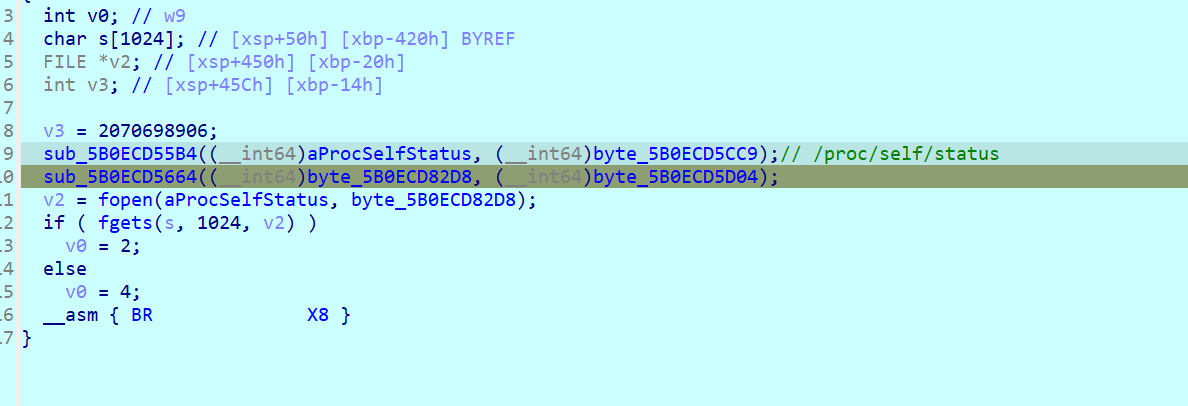 3 int v0; // w9
4 char s[1024]; // [xsp+50h] [xbp-420h] BYREF
5 FILE *v2; // [xsp+450h] [xbp-20h]
6 int v3; // [xsp+45Ch] [xbp-14h]
7
8 v3 = 2070698906;
9 sub_5B0ECD55B4((__int64)aProcSelfStatus, (__int64)byte_5B0ECD5CC9);// /proc/self/status
.0 sub_5B0ECD5664((__int64)byte_5B0ECD82D8, (__int64)byte_5B0ECD5D04);
.1 v2 = fopen(aProcSelfStatus, byte_5B0ECD82D8);
.2 if ( fgets(s, 1024, v2) )
.3 v0 = 2;
.4 else
.5 v0 = 4;
.6 __asm { BR X8 }
.7 }